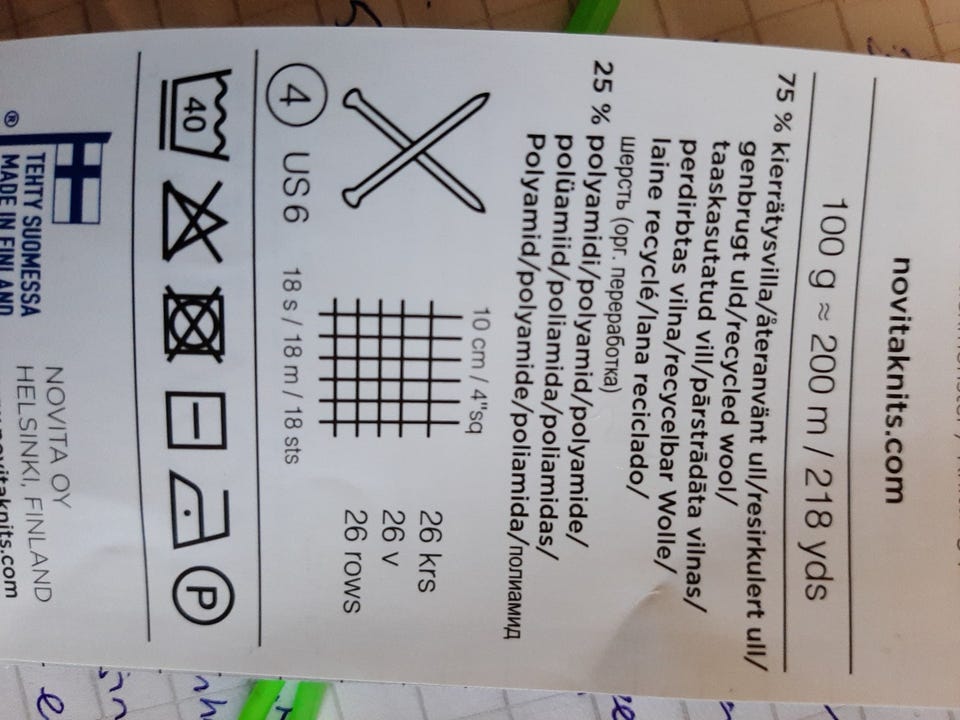 novitaknits.com
100 g ≈ 200 m / 218 yds
75 % kierrätysvilla/återanvänt ull/resirkulert ull/
genbrugt uld/recycled wool/
taaskasutatud vill/pārstrādāta vilnas/
perdirbtas vilna/recycelbar Wolle/
laine recyclé/lana reciclado/
шерсть (орг. переработка)
25 % polyamidi/polyamid/polyamide/
polüamiid/poliamida/poliamidas/
Polyamid/polyamide/poliamida/полиамид
10 cm / 4"sq
26 krs
26 v
26 rows
4 US 6
18 s / 18 m / 18 sts
40
P
TEHTY SUOMESSA
MADE IN FINLAND
®
NOVITA OY
HELSINKI, FINLAND